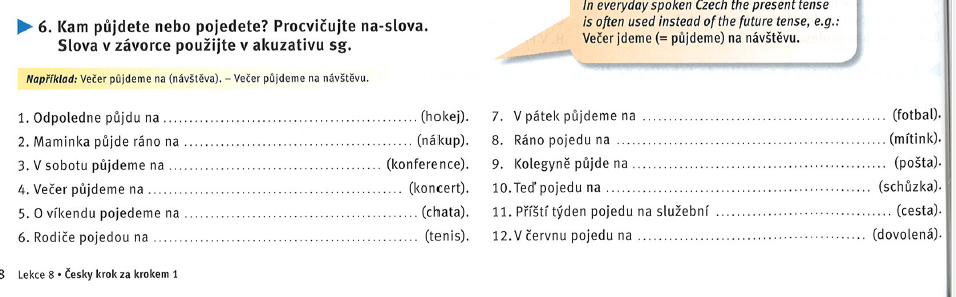 ▶ 6. Kam půjdete nebo pojedete? Procvičujte na-slova.
Slova v závorce použijte v akuzativu sg.
In everyday spoken Czech the present tense
is often used instead of the future tense, e.g.:
Večer jdeme (= půjdeme) na návštěvu.
Například: Večer půjdeme na (návštěva). – Večer půjdeme na návštěvu.
1. Odpoledne půjdu na ................................................ (hokej).
2. Maminka půjde ráno na ........................................... (nákup).
3. V sobotu půjdeme na ........................................ (konference).
4. Večer půjdeme na ................................................ (koncert).
5. O víkendu pojedeme na ............................................ (chata).
6. Rodiče pojedou na ................................................. (tenis).
7. V pátek půjdeme na .............................................. (fotbal).
8. Ráno pojedu na .................................................. (mítink).
9. Kolegyně půjde na ................................................ (pošta).
10. Teď pojedu na .................................................. (schůzka).
11. Příští týden pojedu na služební ................................. (cesta).
12. V červnu pojedu na ........................................... (dovolená).
8 Lekce 8 • Česky krok za krokem 1